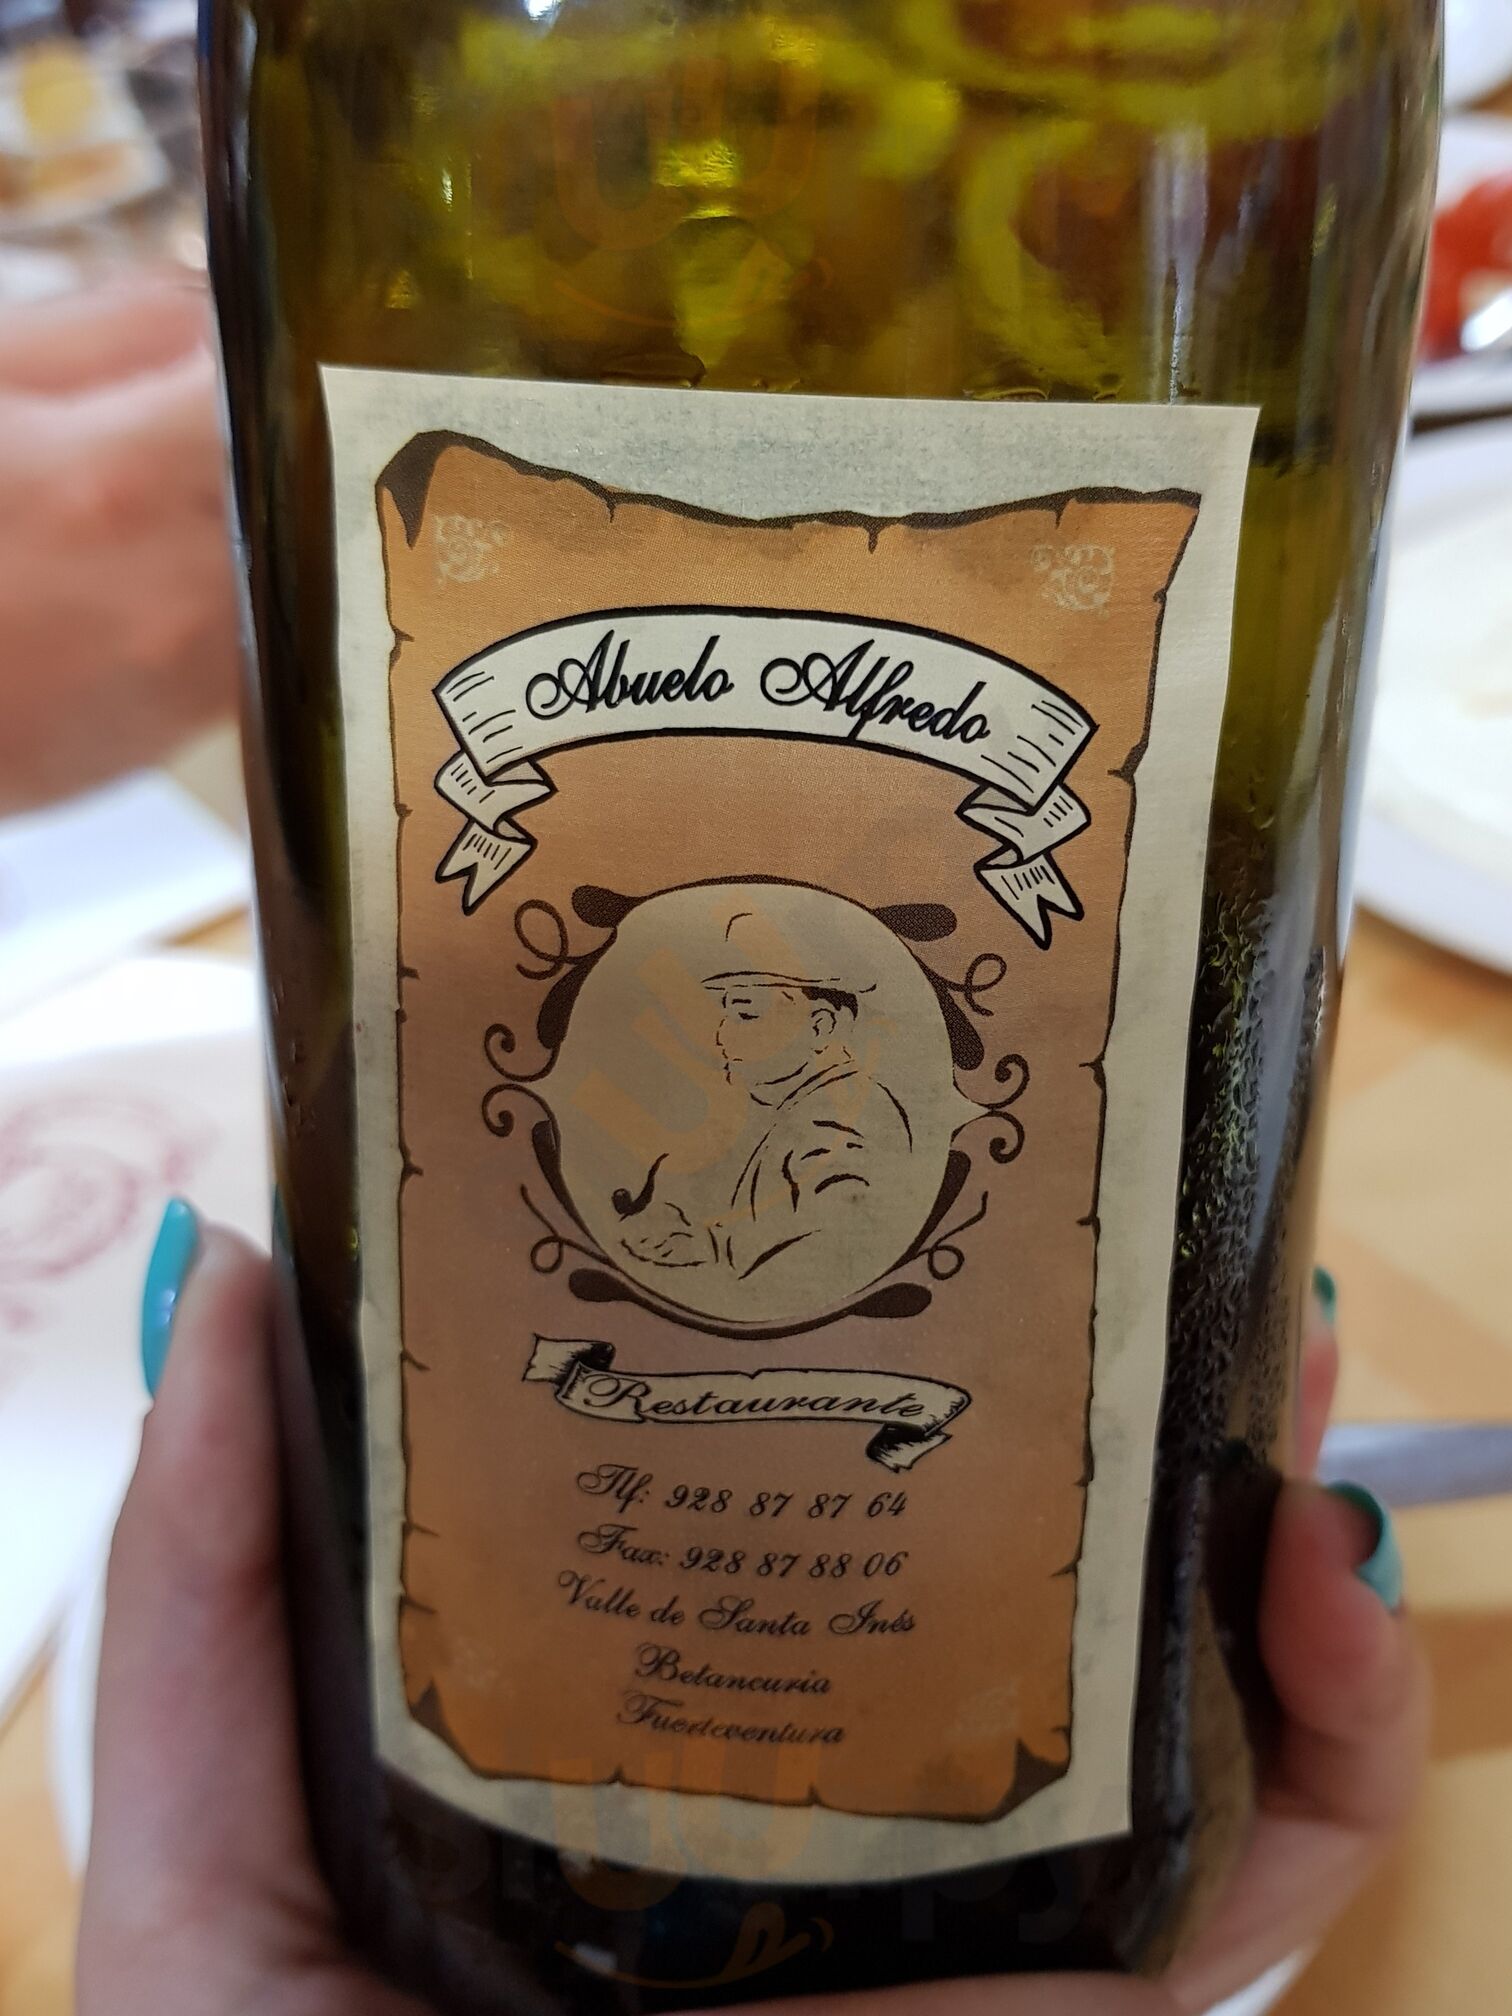 Abuelo Alfredo
Restaurante
Tlf: 928 87 87 64
Fax: 928 87 88 06
Valle de Santa Inés
Betancuria
Fuerteventura